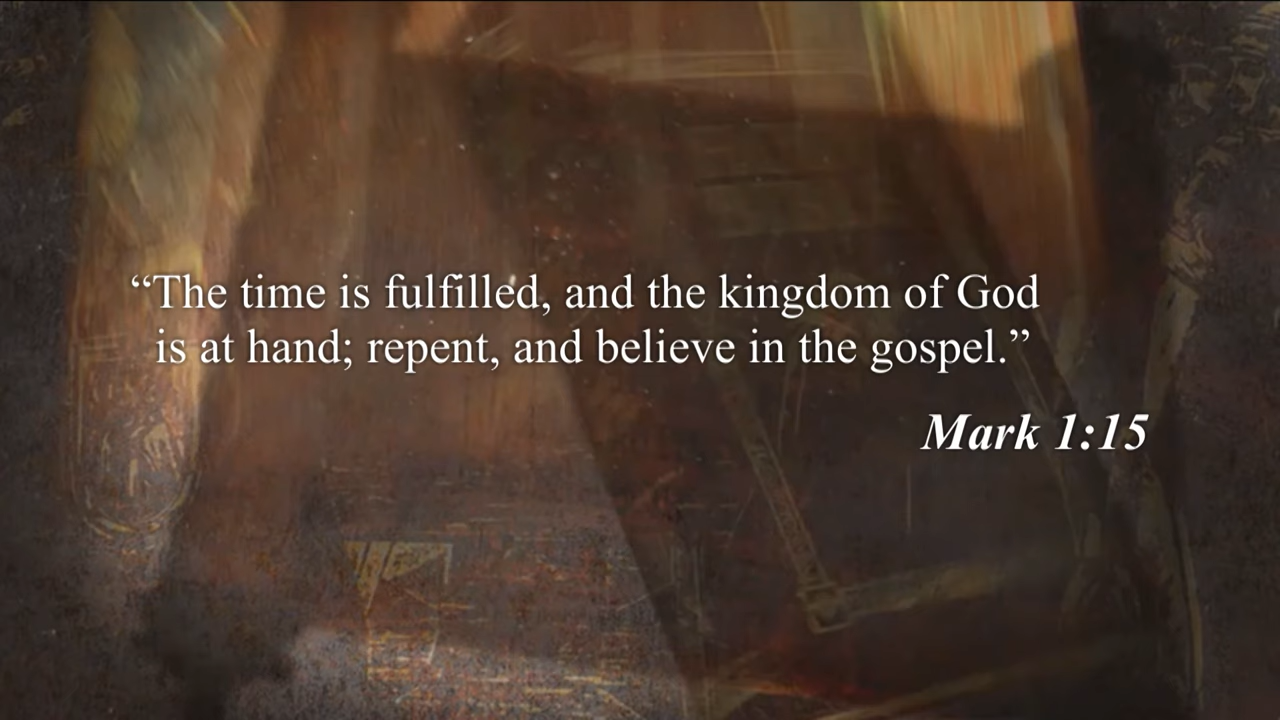 “The time is fulfilled, and the kingdom of God
is at hand; repent, and believe in the gospel.”
Mark 1:15